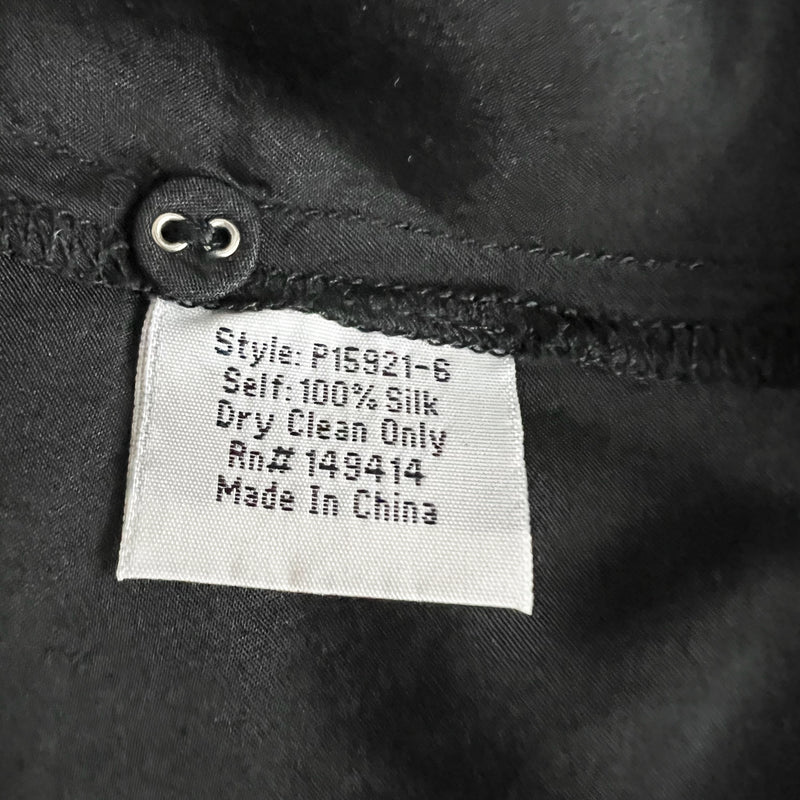 Style: P15921-6
Self: 100% Silk
Dry Clean Only
Rn# 149414
Made In China